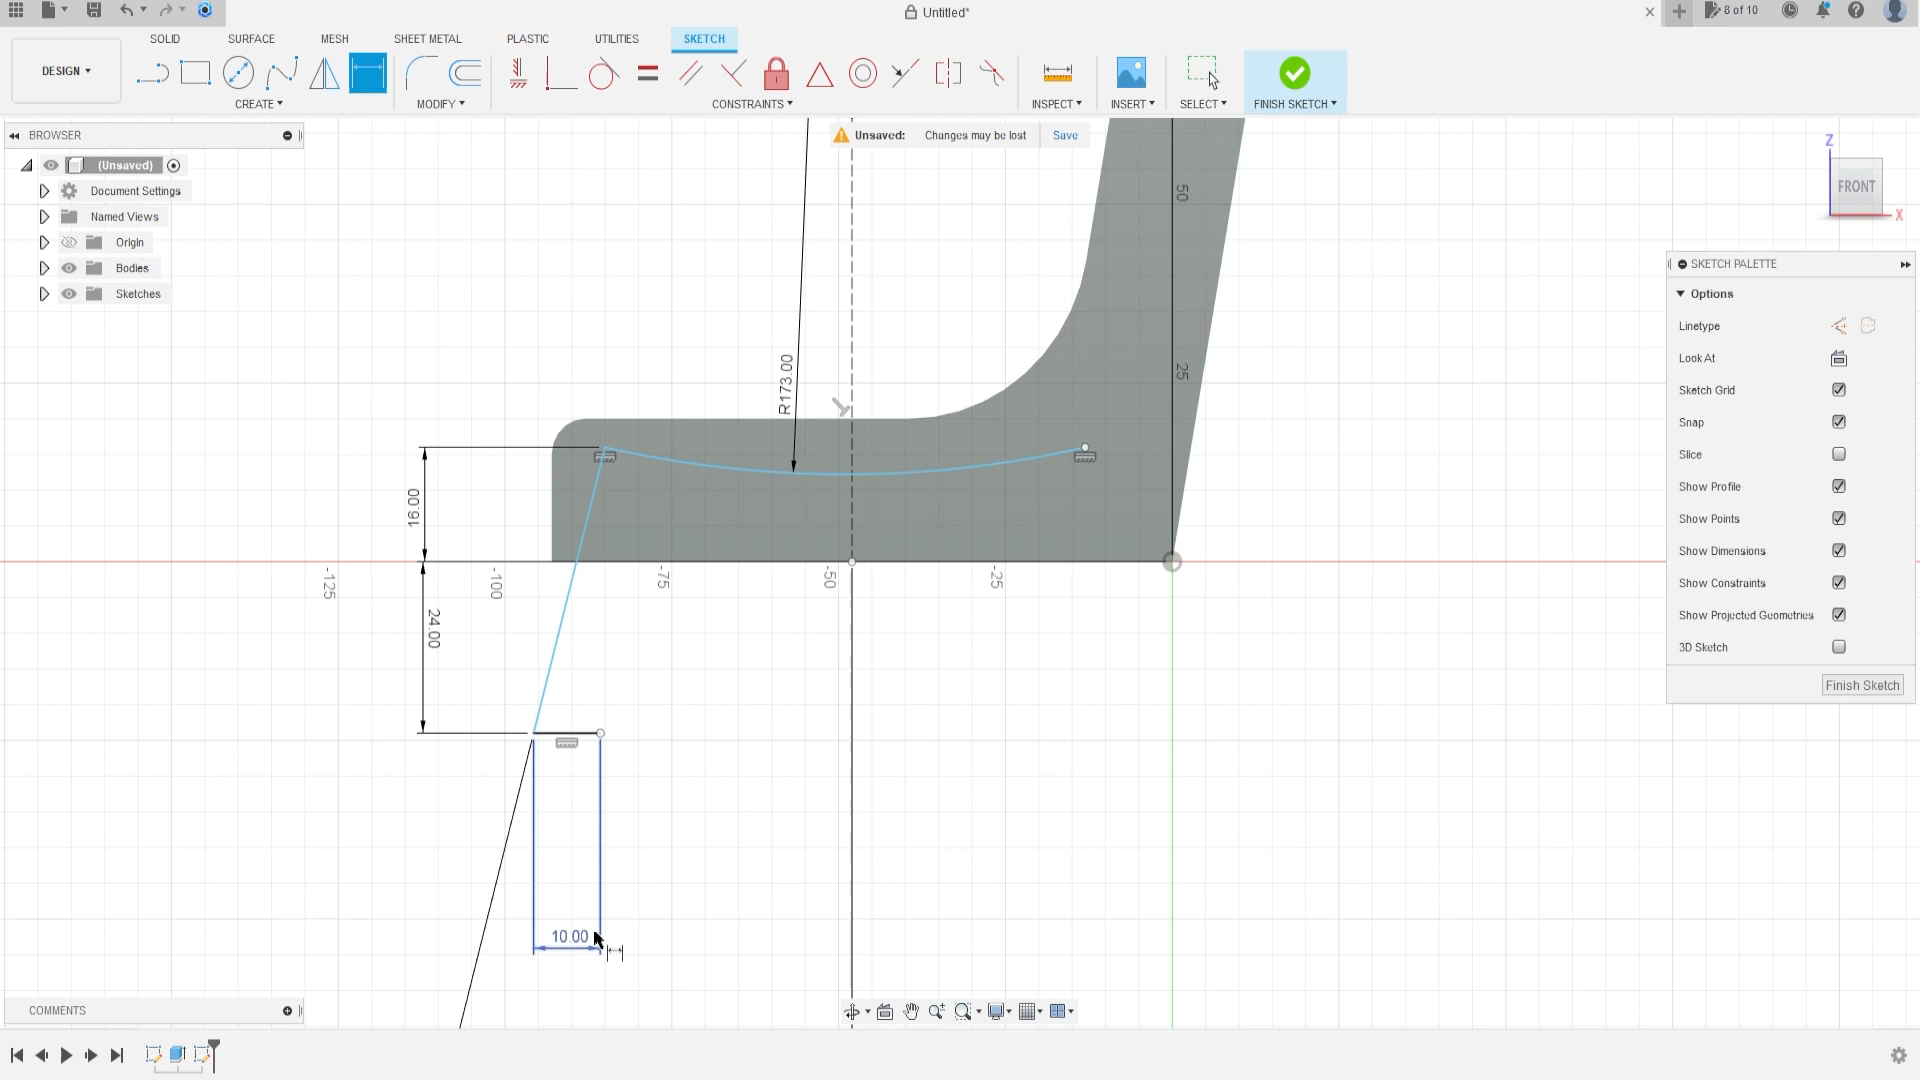 Untitled*
8 of 10
SOLID
SURFACE
MESH
SHEET METAL
PLASTIC
UTILITIES
SKETCH
DESIGN
CREATE
MODIFY
CONSTRAINTS
INSPECT
INSERT
SELECT
FINISH SKETCH
BROWSER
(Unsaved)
Document Settings
Named Views
Origin
Bodies
Sketches
Unsaved: Changes may be lost Save
Z
FRONT
X
SKETCH PALETTE
Options
Linetype
Look At
Sketch Grid
Snap
Slice
Show Profile
Show Points
Show Dimensions
Show Constraints
Show Projected Geometries
3D Sketch
Finish Sketch
50
25
R173.00
16.00
24.00
-125
-100
-75
-50
-25
10.00
COMMENTS